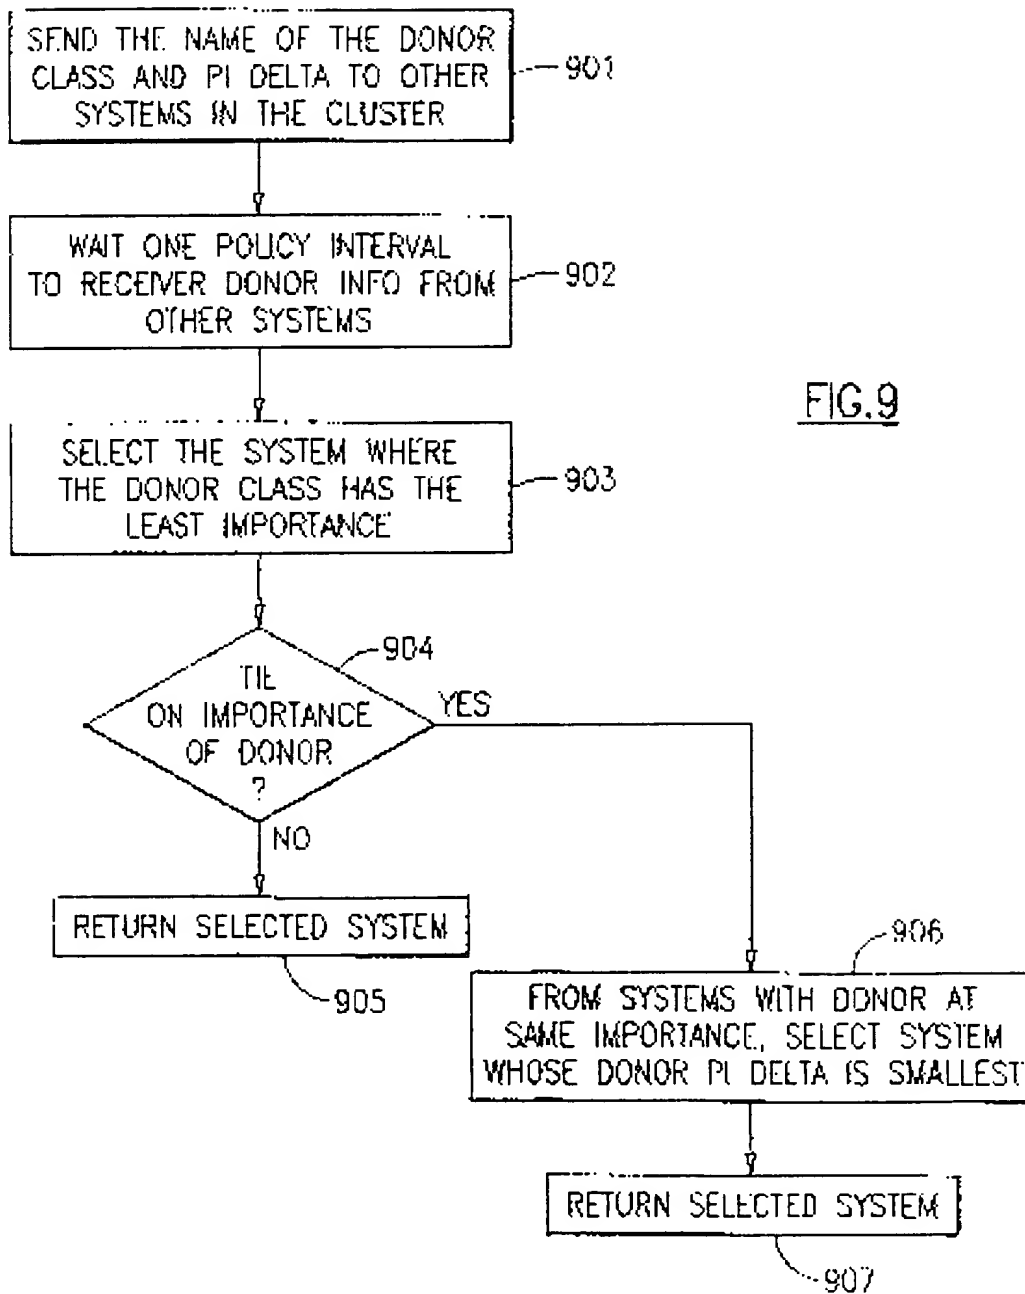 SEND THE NAME OF THE DONOR
CLASS AND PI DELTA TO OTHER
SYSTEMS IN THE CLUSTER
901
WAIT ONE POLICY INTERVAL
TO RECEIVER DONOR INFO FROM
OTHER SYSTEMS
902
FIG.9
SELECT THE SYSTEM WHERE
THE DONOR CLASS HAS THE
LEAST IMPORTANCE
903
904
TIE
ON IMPORTANCE
OF DONOR
?
YES
NO
RETURN SELECTED SYSTEM
905
906
FROM SYSTEMS WITH DONOR AT
SAME IMPORTANCE, SELECT SYSTEM
WHOSE DONOR PI DELTA IS SMALLEST
RETURN SELECTED SYSTEM
907